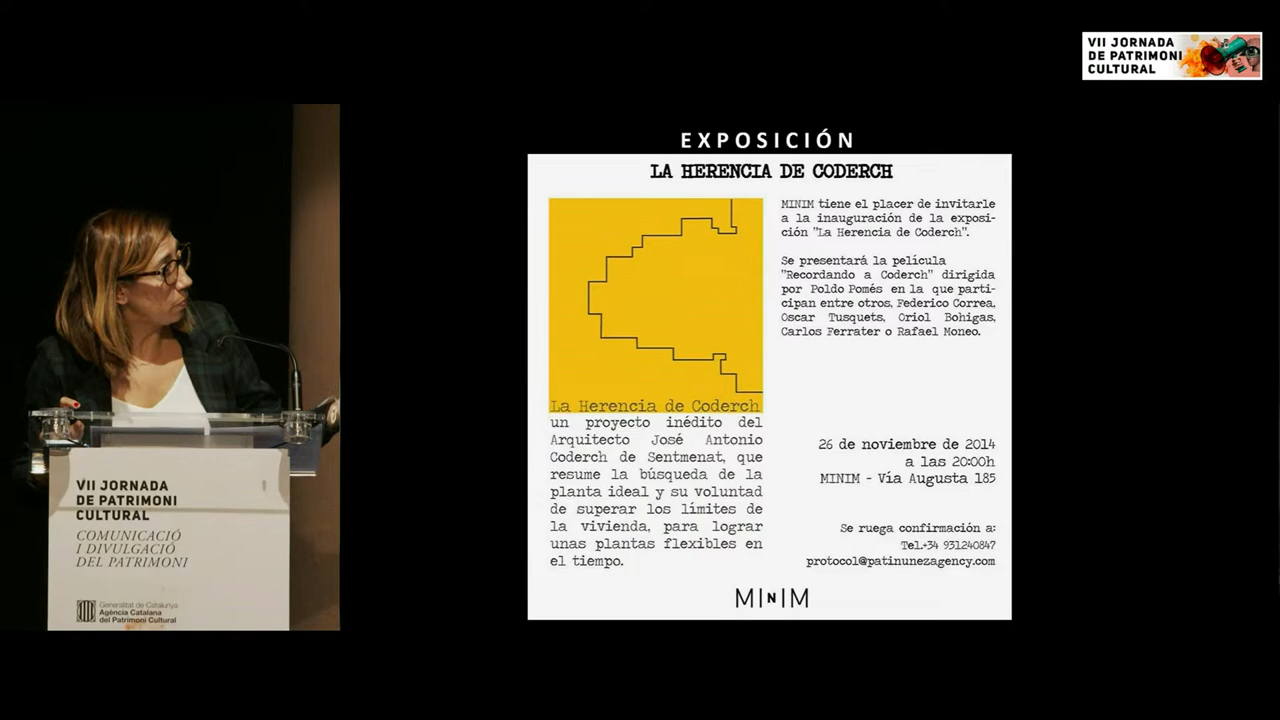 VII JORNADA
DE PATRIMONI
CULTURAL
EXPOSICIÓN
LA HERENCIA DE CODERCH
MINIM tiene el placer de invitarle
a la inauguración de la exposi-
ción "La Herencia de Coderch".
Se presentará la película
"Recordando a Coderch" dirigida
por Poldo Pomés en la que parti-
cipan entre otros, Federico Correa,
Oscar Tusquets, Oriol Bohigas,
Carlos Ferrater o Rafael Moneo.
La Herencia de Coderch
un proyecto inédito del
Arquitecto José Antonio
Coderch de Sentmenat, que
resume la búsqueda de la
planta ideal y su voluntad
de superar los límites de
la vivienda, para lograr
unas plantas flexibles en
el tiempo.
26 de noviembre de 2014
a las 20:00h
MINIM - Vía Augusta 185
Se ruega confirmación a:
Tel.+34 931240847
protocol@patinunezagency.com
MINIM
VII JORNADA
DE PATRIMONI
CULTURAL
COMUNICACIÓ
I DIVULGACIÓ
DEL PATRIMONI
Generalitat de Catalunya
Agència Catalana
del Patrimoni Cultural